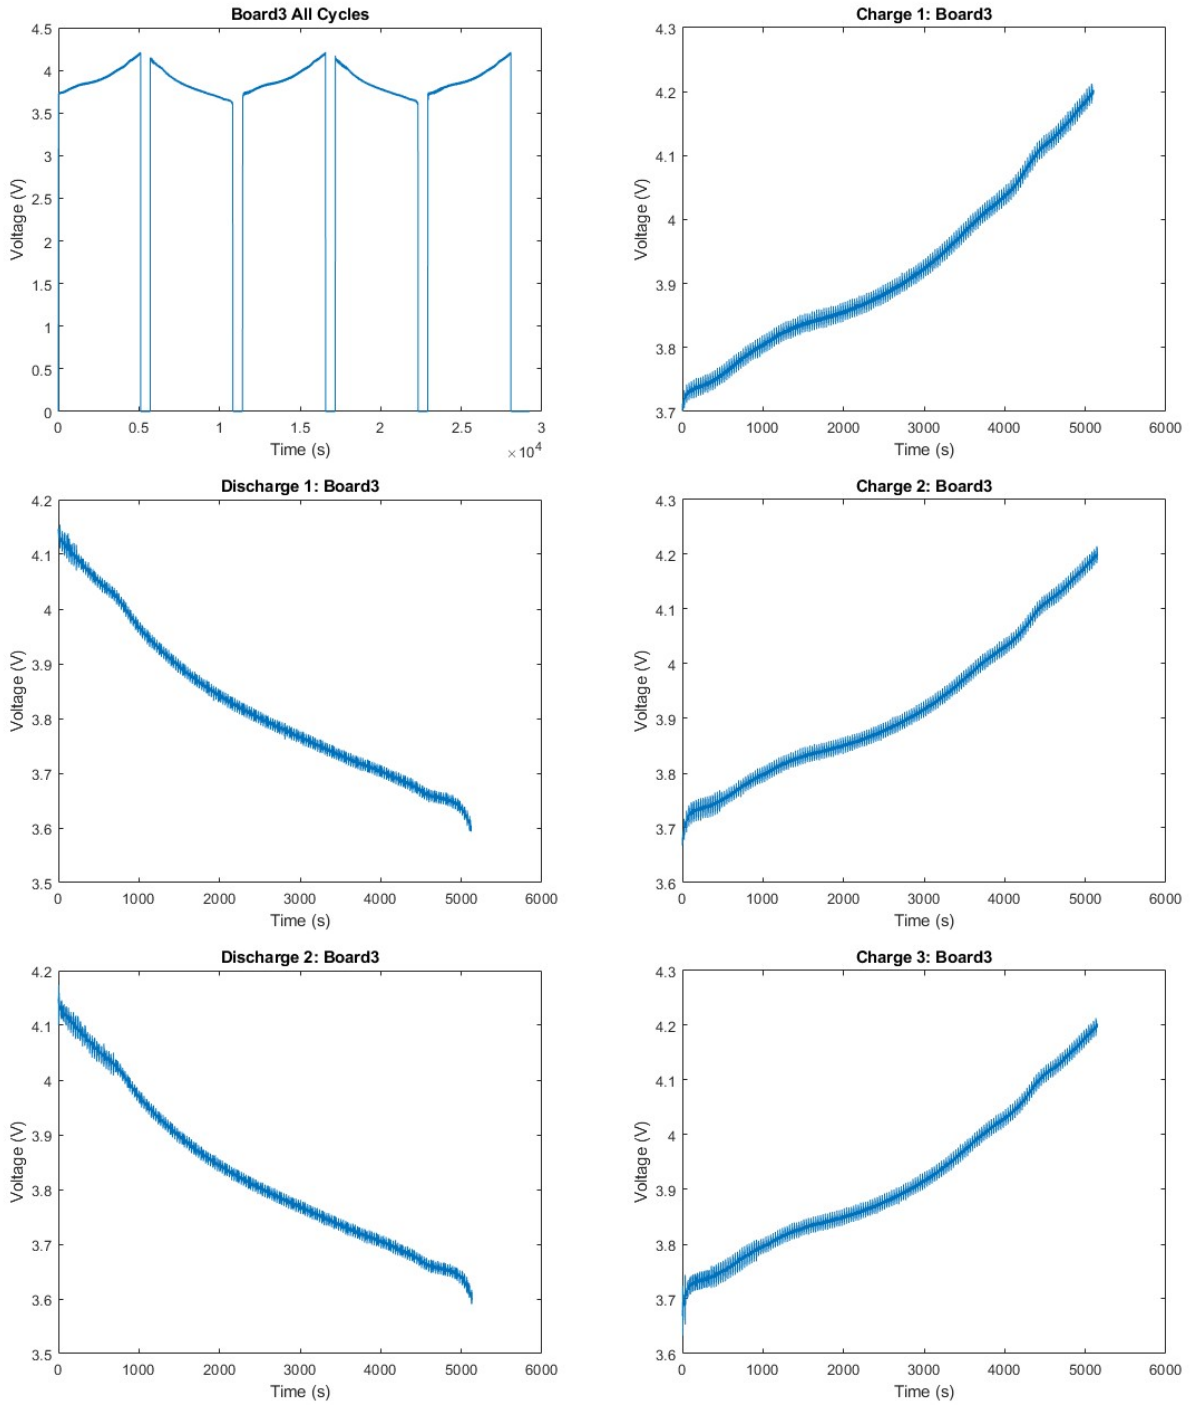 Board3 All Cycles
4.5
4
3.5
3
2.5
2
1.5
1
0.5
0
Voltage (V)
0 0.5 1 1.5 2 2.5 3
Time (s)
×10^4
Charge 1: Board3
4.3
4.2
4.1
4
3.9
3.8
3.7
Voltage (V)
0 1000 2000 3000 4000 5000 6000
Time (s)
Discharge 1: Board3
4.2
4.1
4
3.9
3.8
3.7
3.6
3.5
Voltage (V)
0 1000 2000 3000 4000 5000 6000
Time (s)
Charge 2: Board3
4.3
4.2
4.1
4
3.9
3.8
3.7
3.6
Voltage (V)
0 1000 2000 3000 4000 5000 6000
Time (s)
Discharge 2: Board3
4.2
4.1
4
3.9
3.8
3.7
3.6
3.5
Voltage (V)
0 1000 2000 3000 4000 5000 6000
Time (s)
Charge 3: Board3
4.3
4.2
4.1
4
3.9
3.8
3.7
3.6
Voltage (V)
0 1000 2000 3000 4000 5000 6000
Time (s)